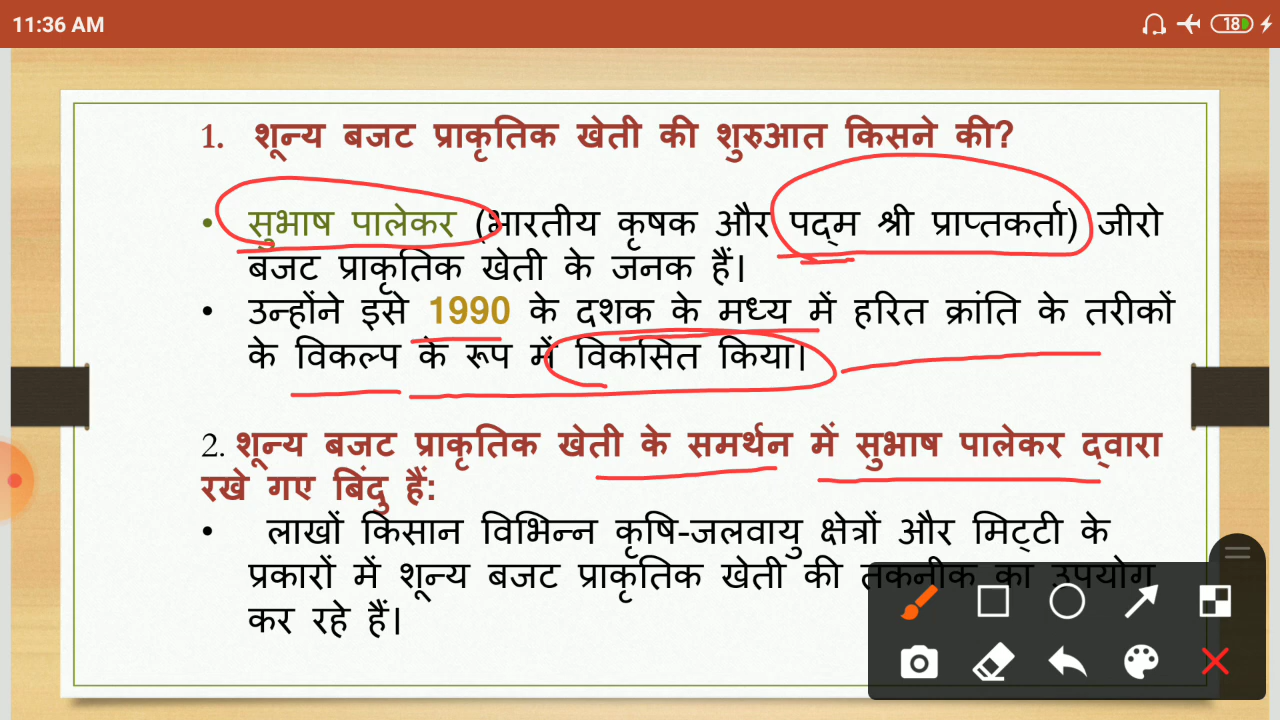 11:36 AM
18
1. शून्य बजट प्राकृतिक खेती की शुरुआत किसने की?
• सुभाष पालेकर (भारतीय कृषक और पद्म श्री प्राप्तकर्ता) जीरो
बजट प्राकृतिक खेती के जनक हैं।
• उन्होंने इसे 1990 के दशक के मध्य में हरित क्रांति के तरीकों
के विकल्प के रूप में विकसित किया।
2. शून्य बजट प्राकृतिक खेती के समर्थन में सुभाष पालेकर द्वारा
रखे गए बिंदु हैं:
• लाखों किसान विभिन्न कृषि-जलवायु क्षेत्रों और मिट्टी के
प्रकारों में शून्य बजट प्राकृतिक खेती की तकनीक का उपयोग
कर रहे हैं।